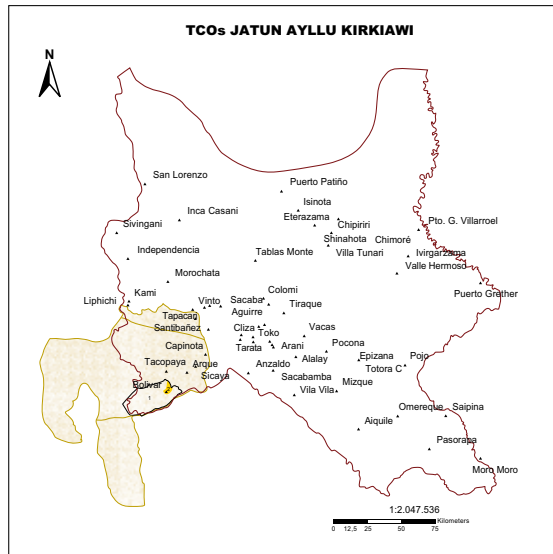 TCOs JATUN AYLLU KIRKIAWI
N
San Lorenzo
Puerto Patiño
Isinota
Inca Casani
Eterazama
Chipiriri
Pto. G. Villarroel
Sivingani
Shinahota
Chimoré
Independencia
Tablas Monte
Villa Tunari
Ivirgarzama
Valle Hermoso
Morochata
Puerto Grether
Kami
Colomi
Liphichi
Vinto
Sacaba
Tapacari
Aguirre
Tiraque
Santibañez
Cliza
Toko
Vacas
Capinota
Tarata
Arani
Pocona
Alalay
Epizana
Pojo
Tacopaya
Arque
Anzaldo
Totora C
Bolivar
Sicaya
Sacabamba
Mizque
Vila Vila
1
Omereque
Saipina
Aiquile
Pasorapa
Moro Moro
1:2.047.536
Kilometers
0 12,5 25 50 75